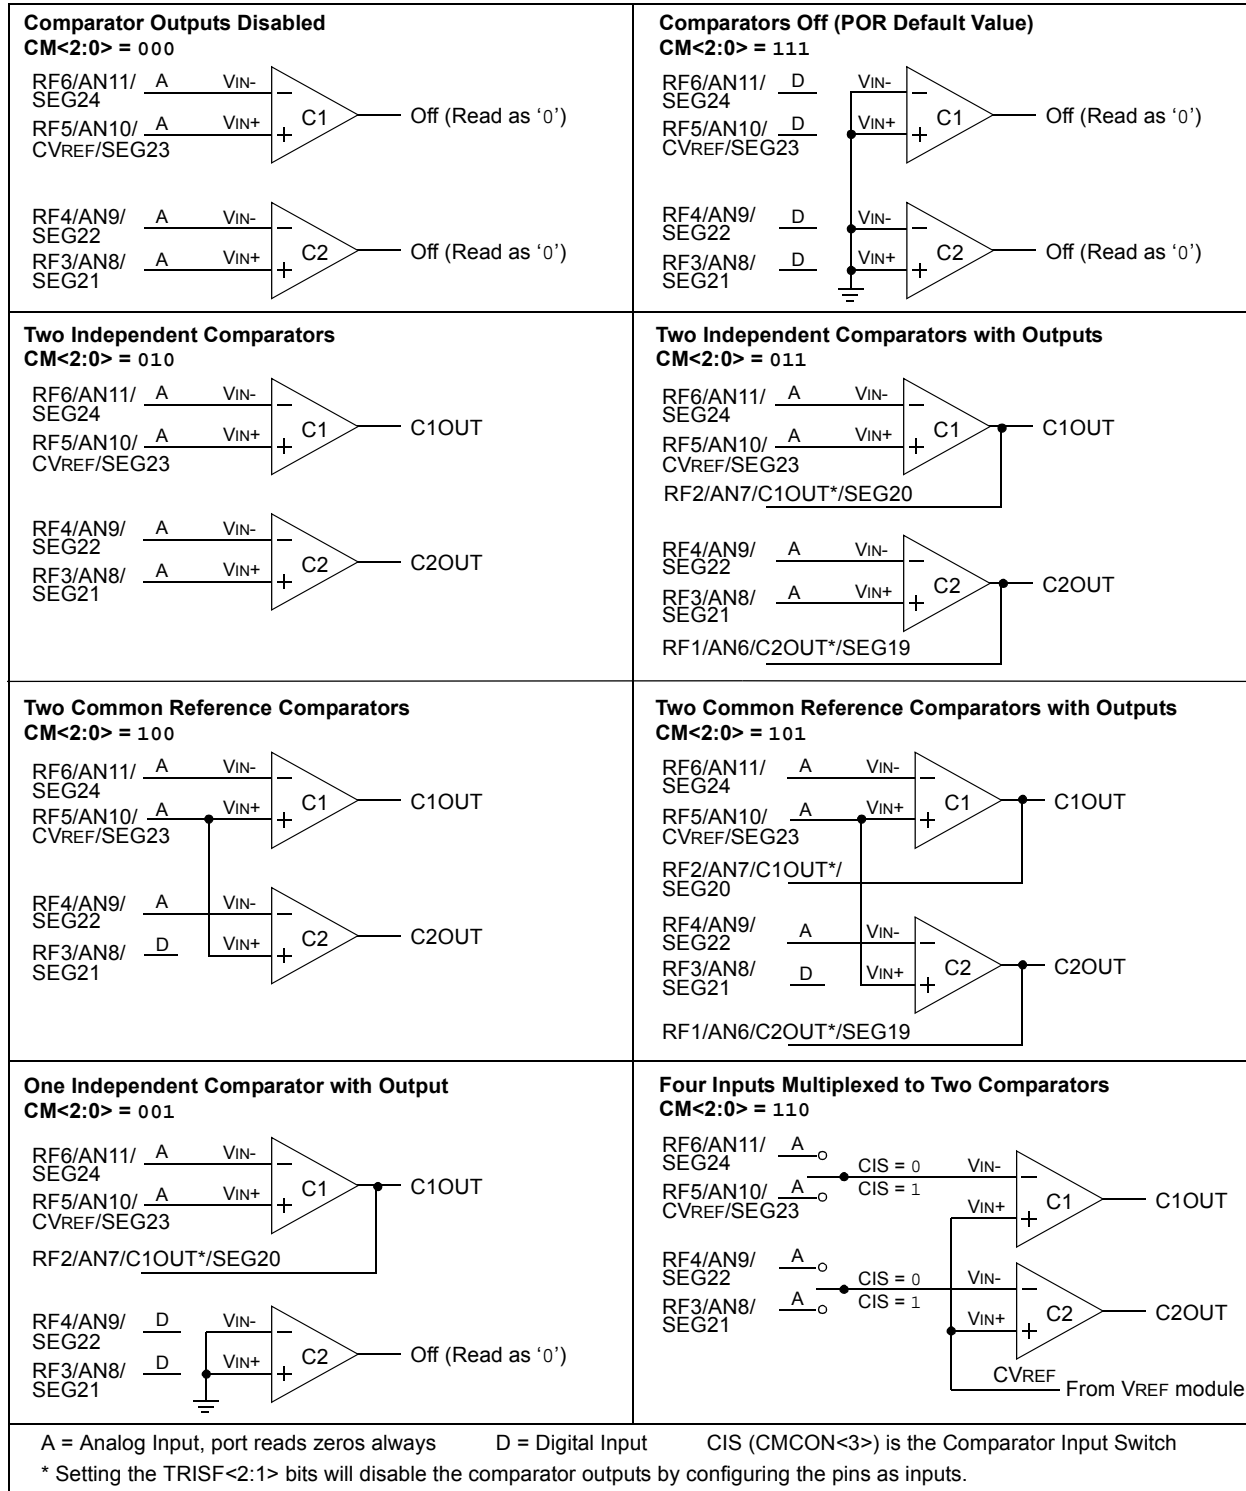 Comparator Outputs Disabled
CM<2:0> = 000
RF6/AN11/ A VIN-
SEG24
C1 Off (Read as ‘0’)
RF5/AN10/ A VIN+
CVREF/SEG23
RF4/AN9/ A VIN-
SEG22
C2 Off (Read as ‘0’)
RF3/AN8/ A VIN+
SEG21
Comparators Off (POR Default Value)
CM<2:0> = 111
RF6/AN11/ D VIN-
SEG24
C1 Off (Read as ‘0’)
RF5/AN10/ D VIN+
CVREF/SEG23
RF4/AN9/ D VIN-
SEG22
C2 Off (Read as ‘0’)
RF3/AN8/ D VIN+
SEG21
Two Independent Comparators
CM<2:0> = 010
RF6/AN11/ A VIN-
SEG24
C1 C1OUT
RF5/AN10/ A VIN+
CVREF/SEG23
RF4/AN9/ A VIN-
SEG22
C2 C2OUT
RF3/AN8/ A VIN+
SEG21
Two Independent Comparators with Outputs
CM<2:0> = 011
RF6/AN11/ A VIN-
SEG24
C1 C1OUT
RF5/AN10/ A VIN+
CVREF/SEG23
RF2/AN7/C1OUT*/SEG20
RF4/AN9/ A VIN-
SEG22
C2 C2OUT
RF3/AN8/ A VIN+
SEG21
RF1/AN6/C2OUT*/SEG19
Two Common Reference Comparators
CM<2:0> = 100
RF6/AN11/ A VIN-
SEG24
C1 C1OUT
RF5/AN10/ A VIN+
CVREF/SEG23
RF4/AN9/ A VIN-
SEG22
C2 C2OUT
RF3/AN8/ D VIN+
SEG21
Two Common Reference Comparators with Outputs
CM<2:0> = 101
RF6/AN11/ A VIN-
SEG24
C1 C1OUT
RF5/AN10/ A VIN+
CVREF/SEG23
RF2/AN7/C1OUT*/
SEG20
RF4/AN9/ A VIN-
SEG22
C2 C2OUT
RF3/AN8/ D VIN+
SEG21
RF1/AN6/C2OUT*/SEG19
One Independent Comparator with Output
CM<2:0> = 001
RF6/AN11/ A VIN-
SEG24
C1 C1OUT
RF5/AN10/ A VIN+
CVREF/SEG23
RF2/AN7/C1OUT*/SEG20
RF4/AN9/ D VIN-
SEG22
C2 Off (Read as ‘0’)
RF3/AN8/ D VIN+
SEG21
Four Inputs Multiplexed to Two Comparators
CM<2:0> = 110
RF6/AN11/ A
SEG24 CIS = 0 VIN-
RF5/AN10/ A CIS = 1
CVREF/SEG23 VIN+ C1 C1OUT
RF4/AN9/ A
SEG22 CIS = 0 VIN-
RF3/AN8/ A CIS = 1
SEG21 VIN+ C2 C2OUT
CVREF
From VREF module
A = Analog Input, port reads zeros always D = Digital Input CIS (CMCON<3>) is the Comparator Input Switch
* Setting the TRISF<2:1> bits will disable the comparator outputs by configuring the pins as inputs.